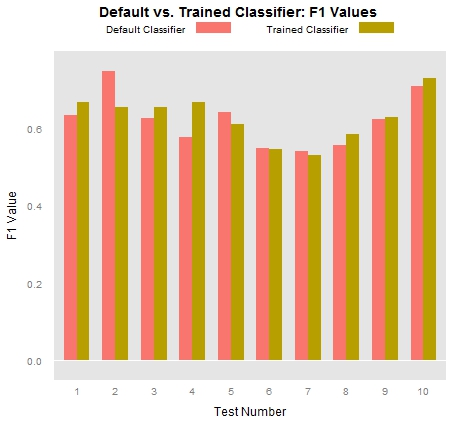 Default vs. Trained Classifier: F1 Values
Default Classifier Trained Classifier
F1 Value
0.6
0.4
0.2
0.0
1 2 3 4 5 6 7 8 9 10
Test Number